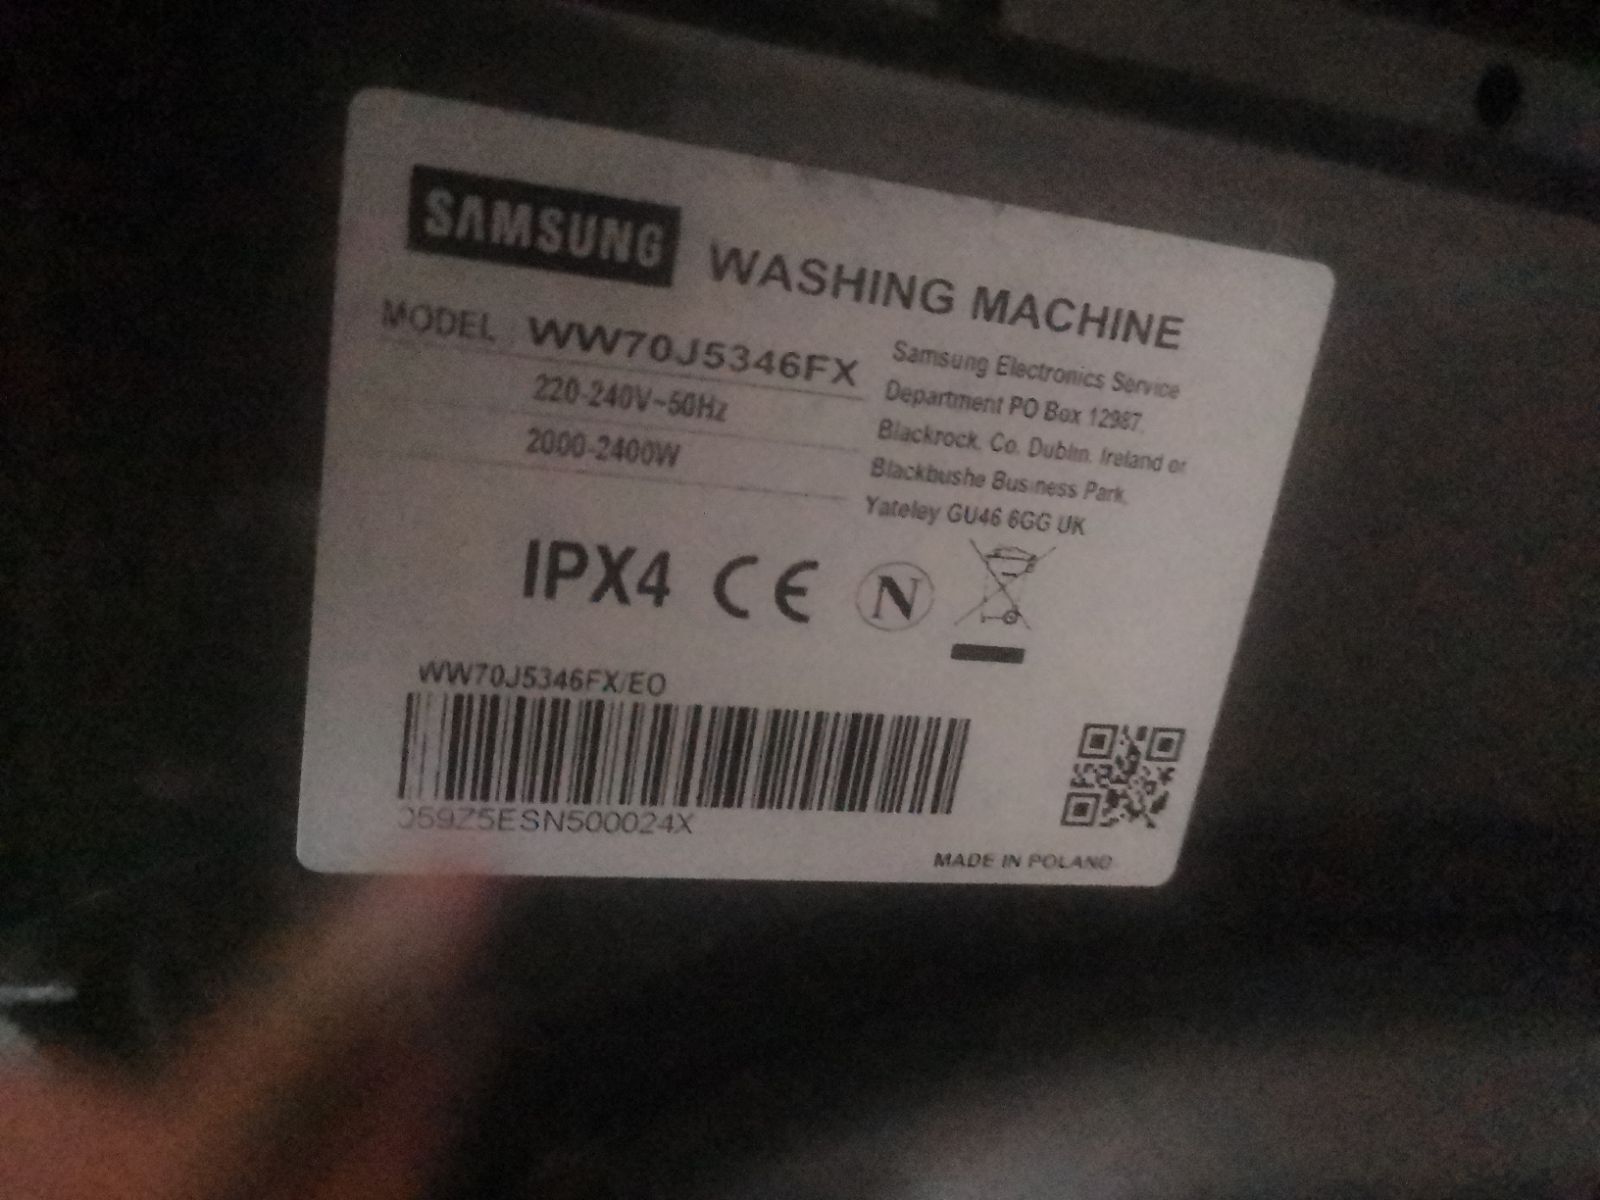 SAMSUNG WASHING MACHINE
MODEL WW70J5346FX
220-240V~50Hz
2000-2400W
Samsung Electronics Service
Department PO Box 12987,
Blackrock, Co. Dublin. Ireland or
Blackbushe Business Park,
Yateley GU46 6GG UK
IPX4 CE N
WW70J5346FX/EO
059Z5ESN500024X
MADE IN POLAND